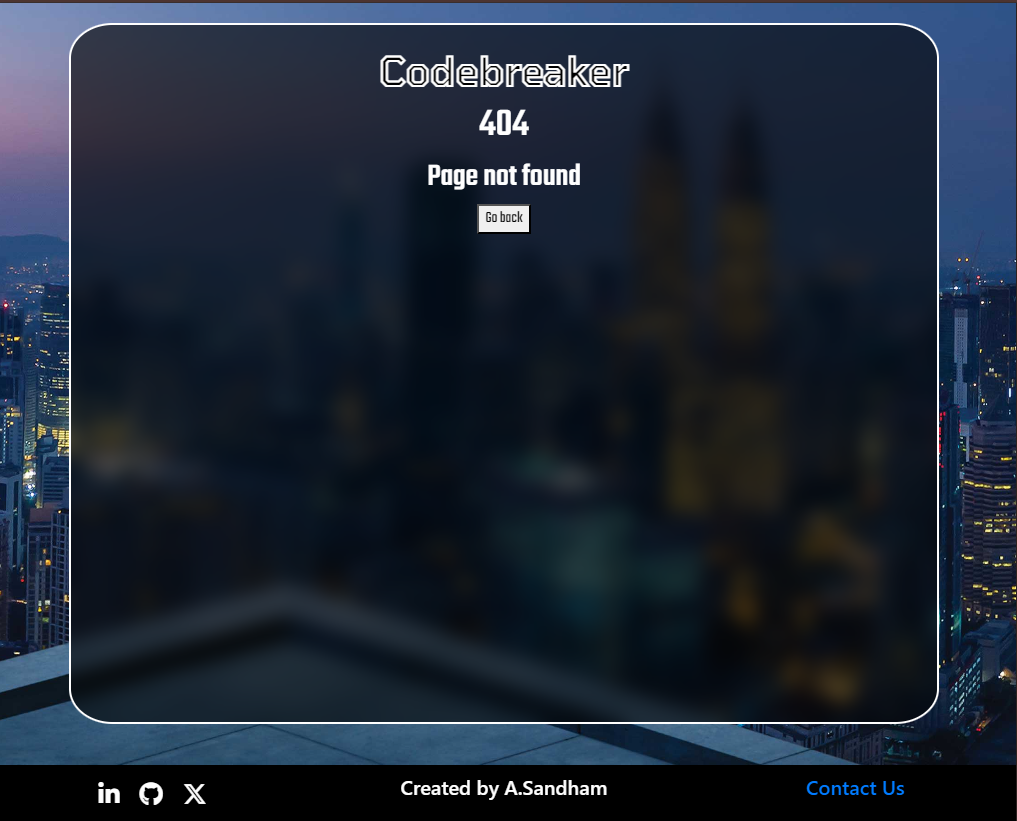 Codebreaker
404
Page not found
Go back
Created by A.Sandham
Contact Us